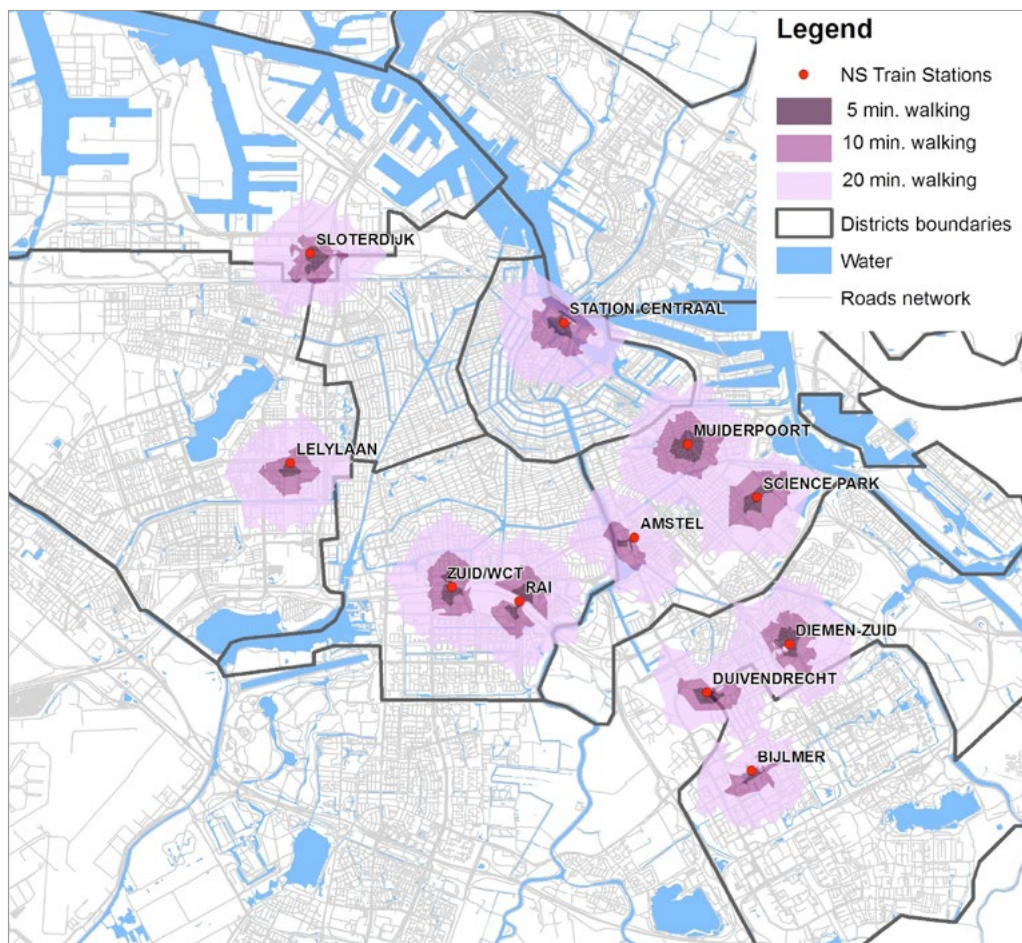 Legend
NS Train Stations
5 min. walking
10 min. walking
20 min. walking
Districts boundaries
Water
Roads network
SLOTERDIJK
STATION CENTRAAL
MUIDERPOORT
LELYLAAN
SCIENCE PARK
AMSTEL
ZUID/WCT
RAI
DIEMEN-ZUID
DUIVENDRECHT
BIJLMER